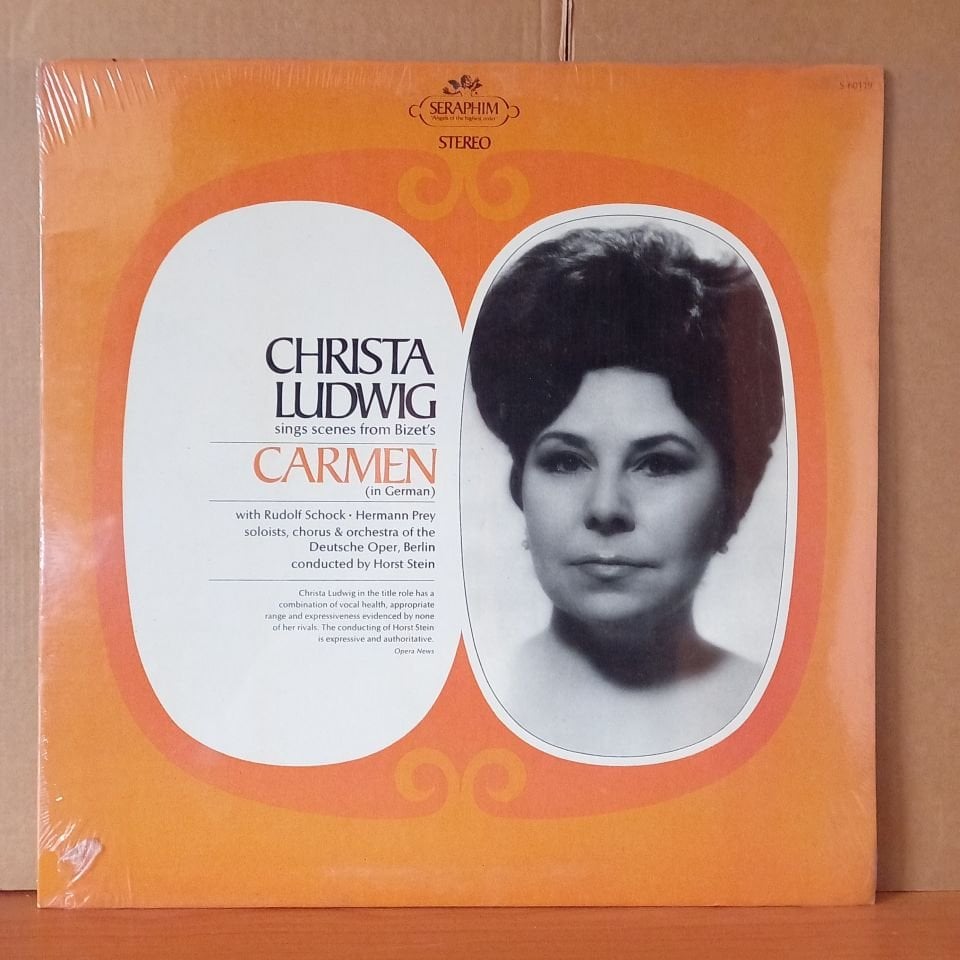 SERAPHIM
"Angels of the highest order"
STEREO
S-60119
CHRISTA
LUDWIG
sings scenes from Bizet's
CARMEN
(in German)
with Rudolf Schock • Hermann Prey
soloists, chorus & orchestra of the
Deutsche Oper, Berlin
conducted by Horst Stein
Christa Ludwig in the title role has a
combination of vocal health, appropriate
range and expressiveness evidenced by none
of her rivals. The conducting of Horst Stein
is expressive and authoritative.
Opera News